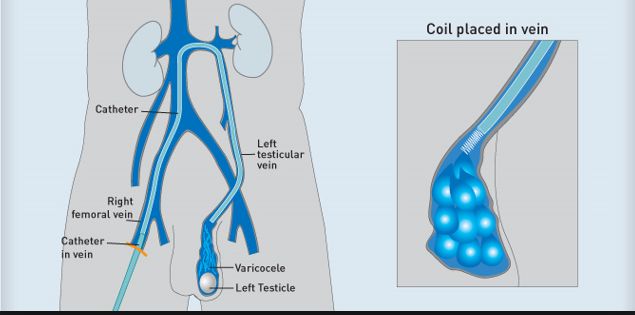 Coil placed in vein
Catheter
Left
testicular
vein
Right
femoral vein
Catheter
in vein
Varicocele
Left Testicle